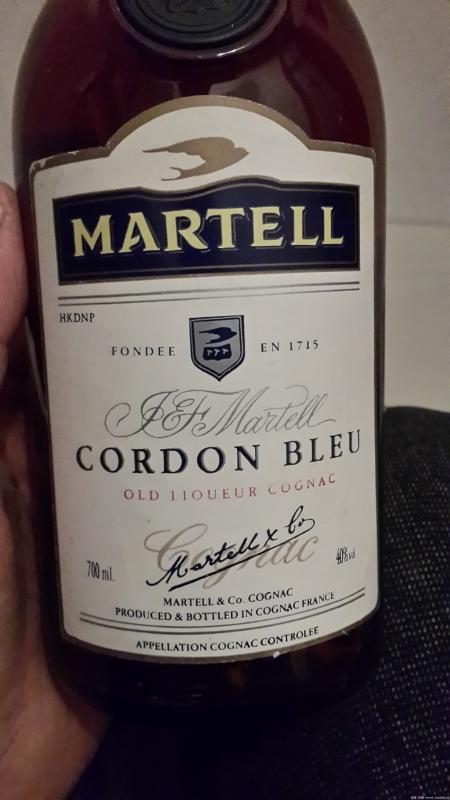 MARTELL
HKDNP
FONDEE EN 1715
J&F Martell
CORDON BLEU
OLD LIQUEUR COGNAC
Cognac
Martell & Co
700 ml. 40%vol
MARTELL & Co. COGNAC
PRODUCED & BOTTLED IN COGNAC FRANCE
APPELLATION COGNAC CONTROLEE